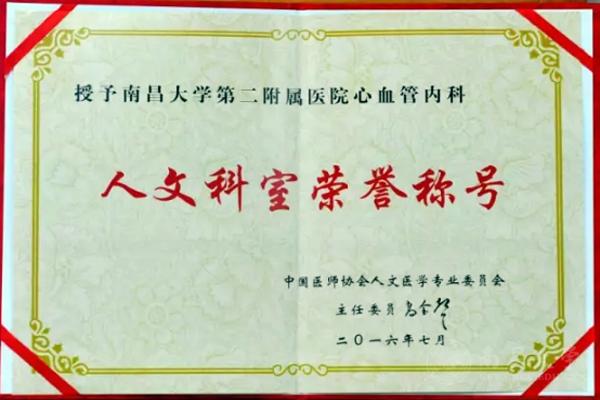 授予南昌大学第二附属医院心血管内科
人文科室荣誉称号
中国医师协会人文医学专业委员会
主任委员
二〇一六年七月